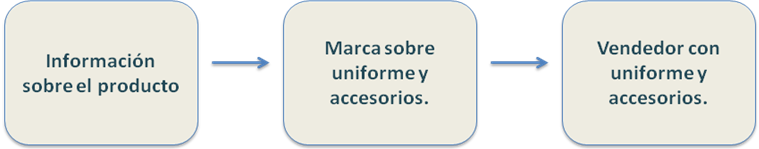 Información
sobre el producto
Marca sobre
uniforme y
accesorios.
Vendedor con
uniforme y
accesorios.